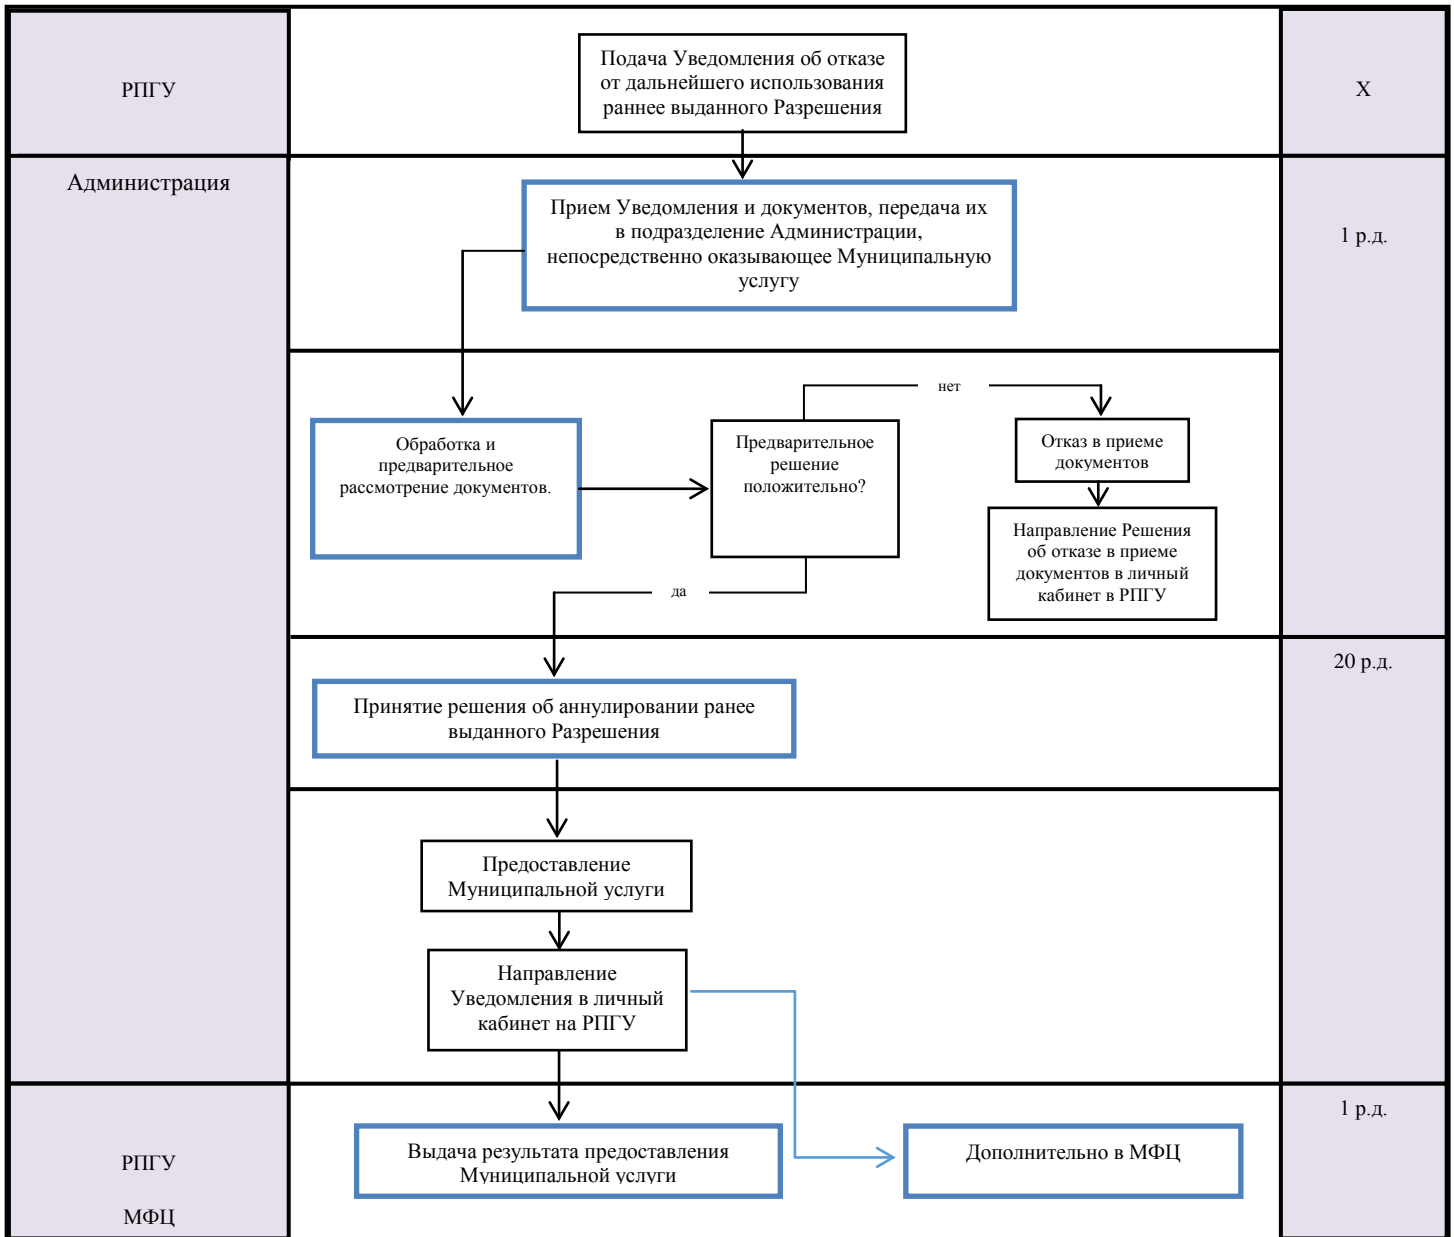 РПГУ
Подача Уведомления об отказе
от дальнейшего использования
раннее выданного Разрешения
Х
Администрация
Прием Уведомления и документов, передача их
в подразделение Администрации,
непосредственно оказывающее Муниципальную
услугу
1 р.д.
нет
Обработка и
предварительное
рассмотрение документов.
Предварительное
решение
положительно?
Отказ в приеме
документов
Направление Решения
об отказе в приеме
документов в личный
кабинет в РПГУ
да
20 р.д.
Принятие решения об аннулировании ранее
выданного Разрешения
Предоставление
Муниципальной услуги
Направление
Уведомления в личный
кабинет на РПГУ
1 р.д.
РПГУ
МФЦ
Выдача результата предоставления
Муниципальной услуги
Дополнительно в МФЦ